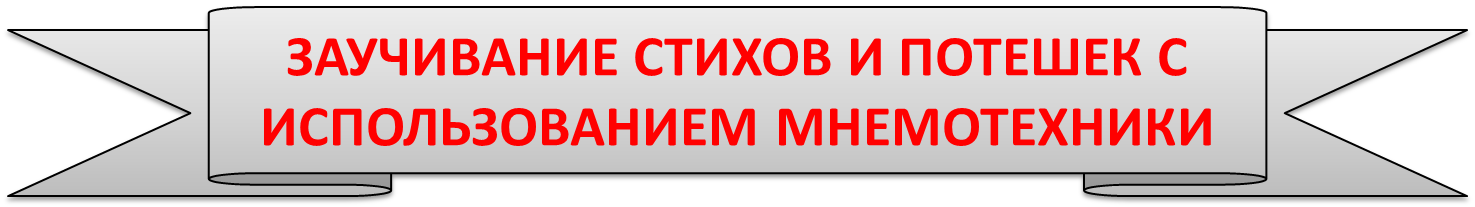 ЗАУЧИВАНИЕ СТИХОВ И ПОТЕШЕК С
ИСПОЛЬЗОВАНИЕМ МНЕМОТЕХНИКИ